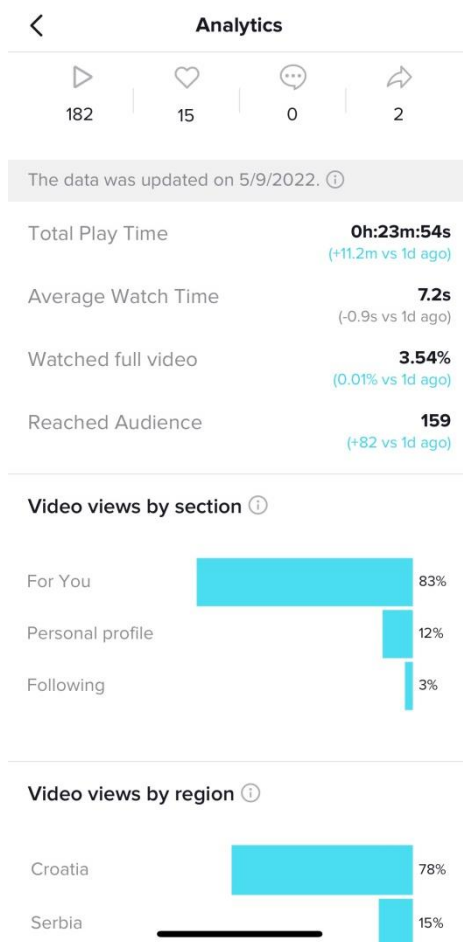 Analytics
182 15 0 2
The data was updated on 5/9/2022.
Total Play Time 0h:23m:54s
(+11.2m vs 1d ago)
Average Watch Time 7.2s
(-0.9s vs 1d ago)
Watched full video 3.54%
(0.01% vs 1d ago)
Reached Audience 159
(+82 vs 1d ago)
Video views by section
For You 83%
Personal profile 12%
Following 3%
Video views by region
Croatia 78%
Serbia 15%